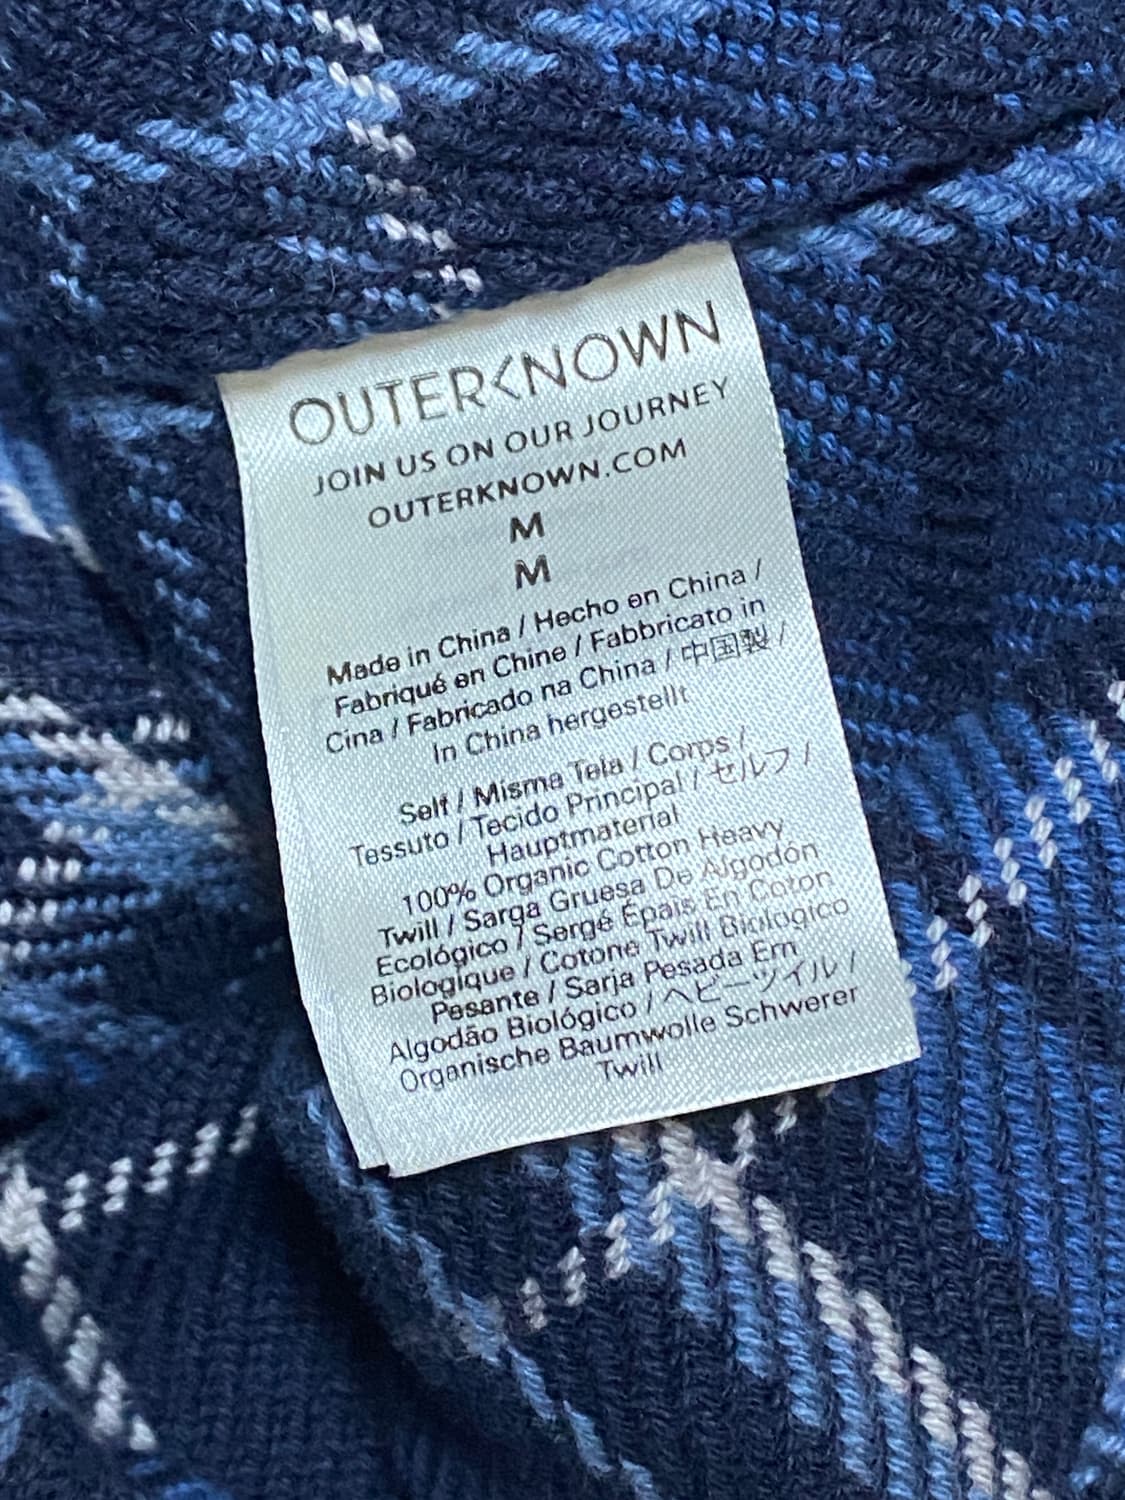 OUTERKNOWN
JOIN US ON OUR JOURNEY
OUTERKNOWN.COM
M
M
Made in China / Hecho en China /
Fabriqué en Chine / Fabbricato in
Cina / Fabricado na China / 中国製 /
In China hergestellt
Self / Misma Tela / Corps /
Tessuto / Tecido Principal / セルフ /
Hauptmaterial
100% Organic Cotton Heavy
Twill / Sarga Gruesa De Algodón
Ecológico / Sergé Épais En Coton
Biologique / Cotone Twill Biologico
Pesante / Sarja Pesada Em
Algodão Biológico / ヘビーツイル /
Organische Baumwolle Schwerer
Twill